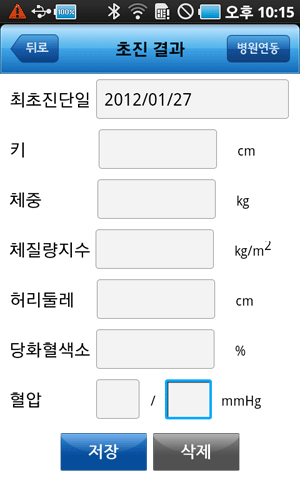 100% 오후 10:15
뒤로 초진 결과 병원연동
최초진단일 2012/01/27
키 cm
체중 kg
체질량지수 kg/m²
허리둘레 cm
당화혈색소 %
혈압 / mmHg
저장 삭제